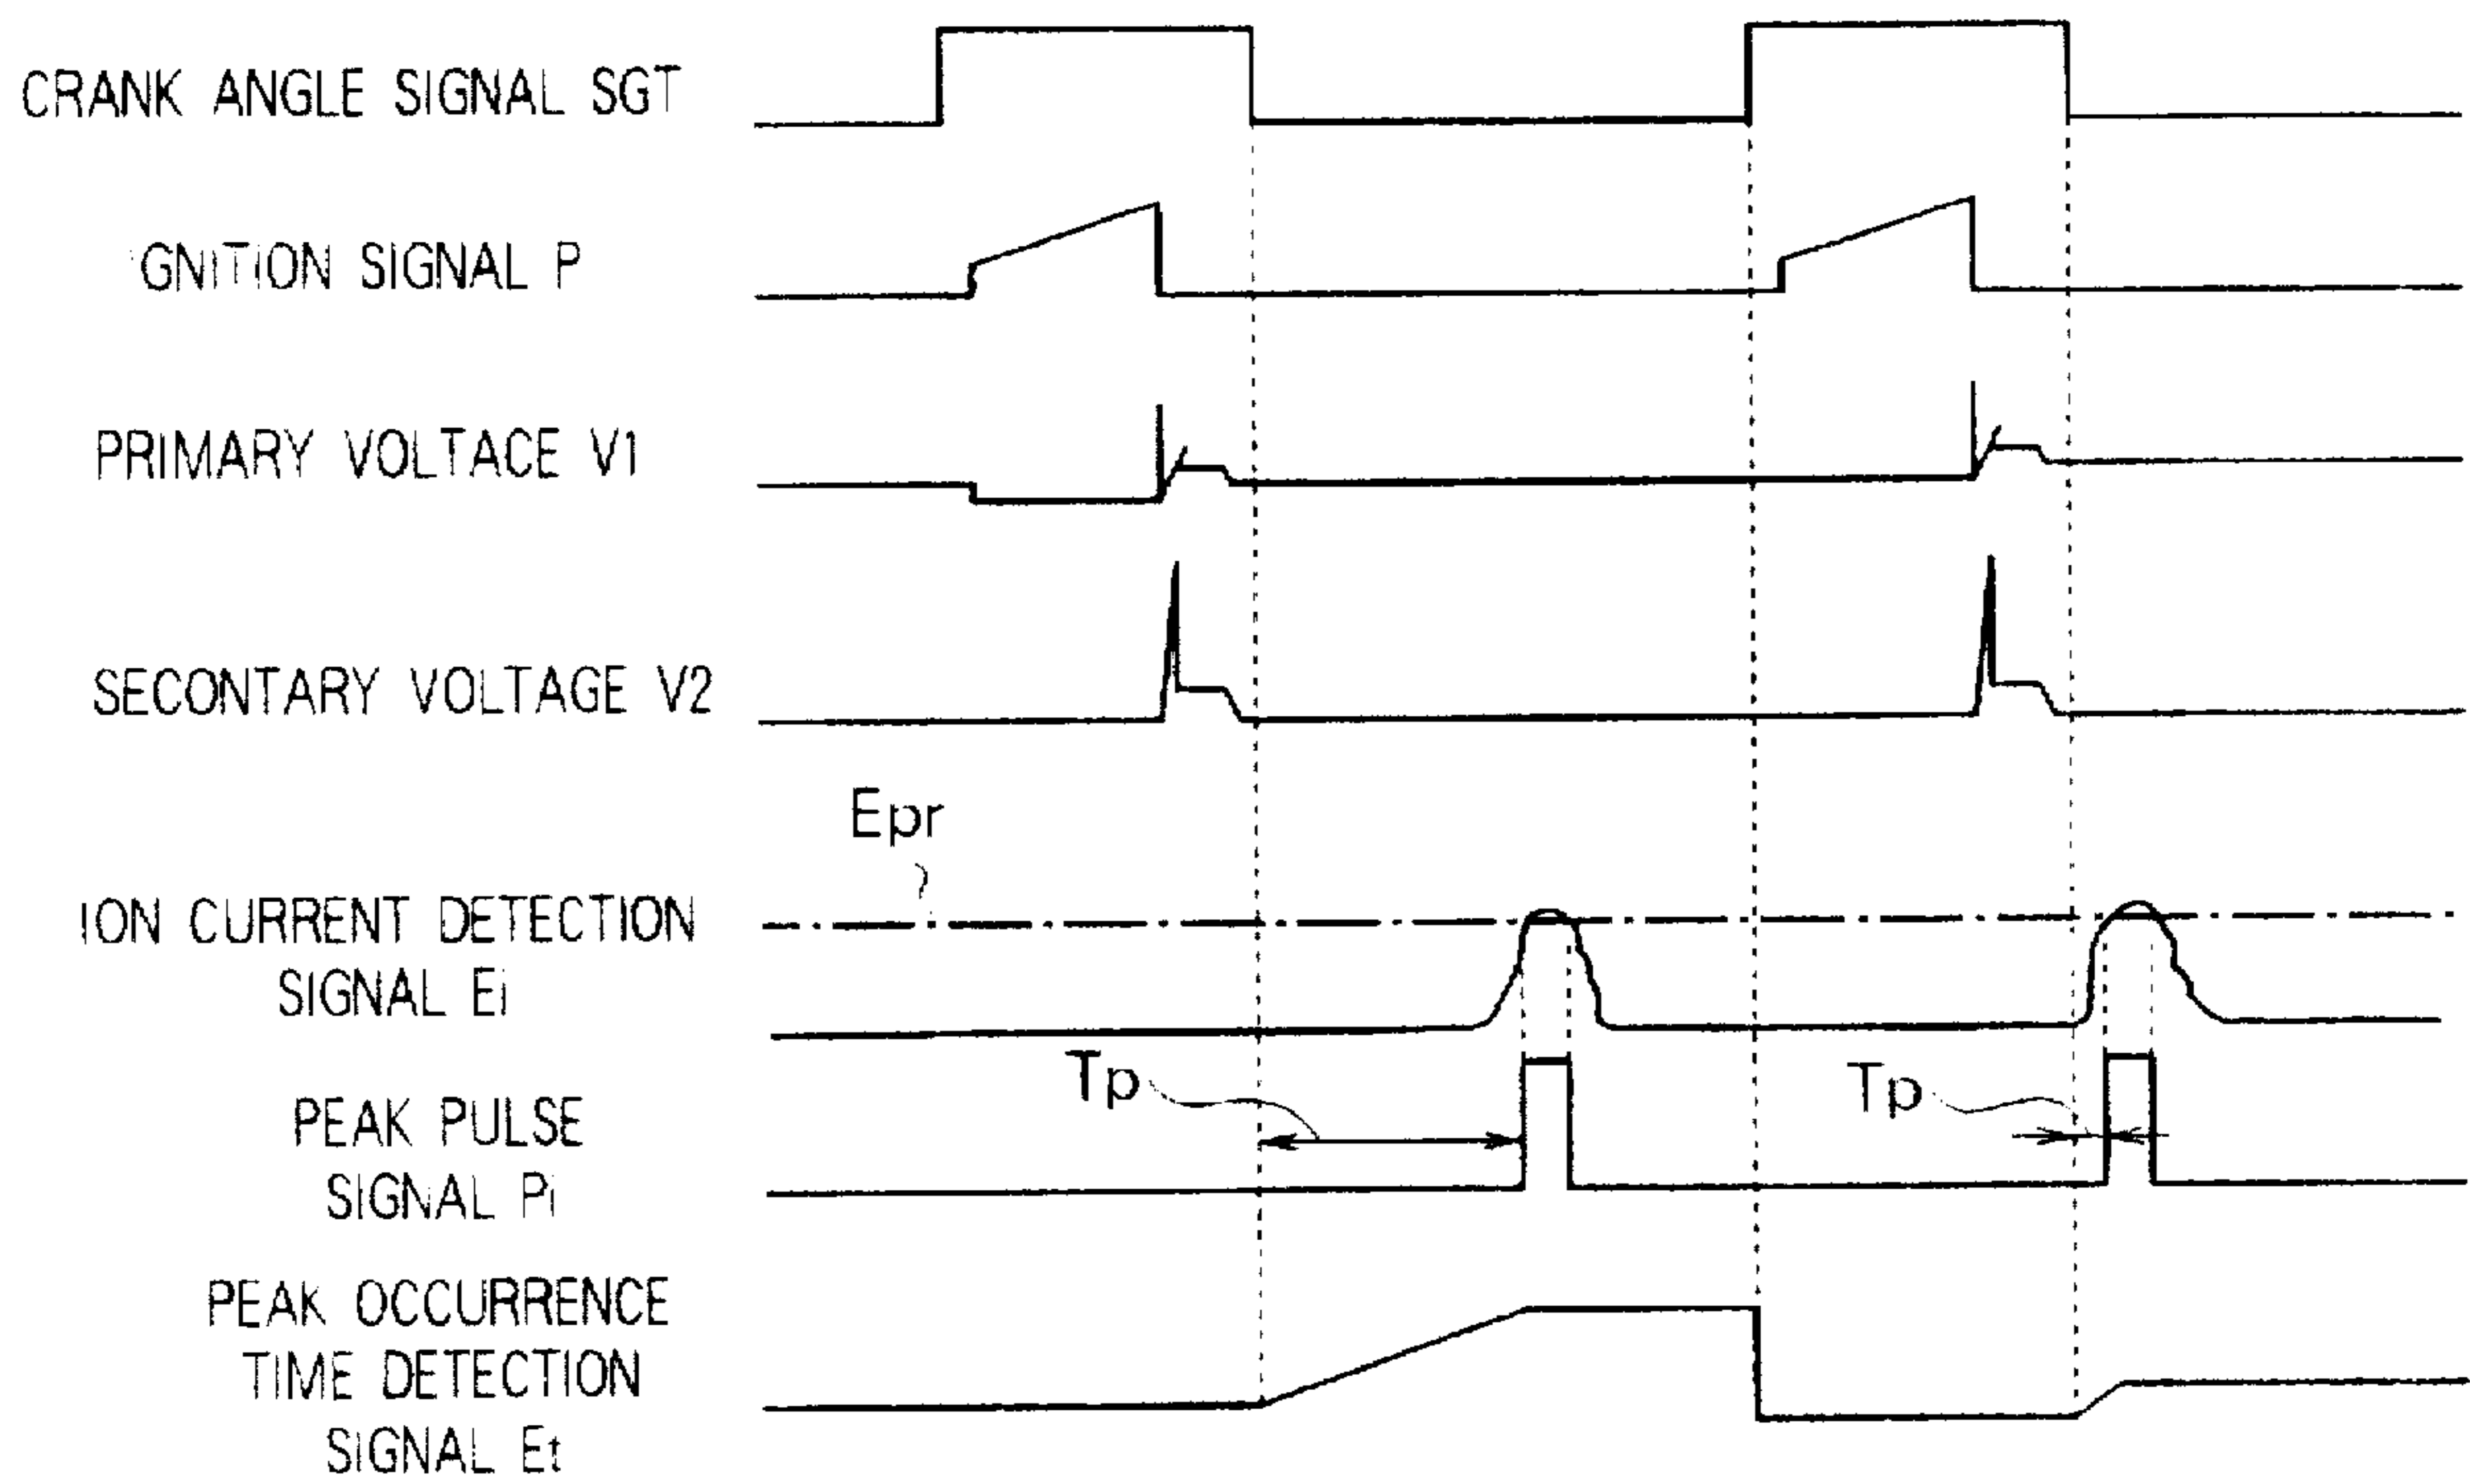 CRANK ANGLE SIGNAL SGT
IGNITION SIGNAL P
PRIMARY VOLTACE V1
SECONTARY VOLTAGE V2
Epr
ION CURRENT DETECTION
SIGNAL Ei
Tp
Tp
PEAK PULSE
SIGNAL Pi
PEAK OCCURRENCE
TIME DETECTION
SIGNAL Et